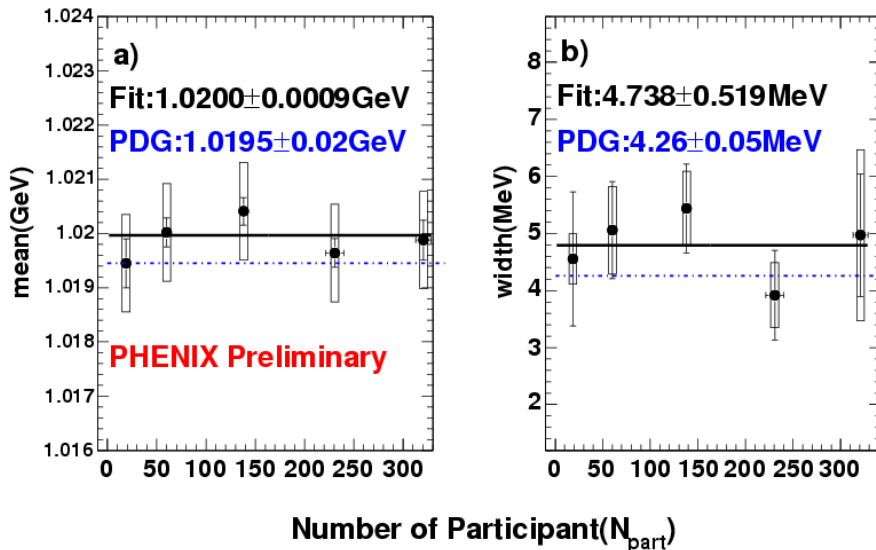 a)
Fit:1.0200±0.0009GeV
PDG:1.0195±0.02GeV
PHENIX Preliminary
mean(GeV)
1.024
1.023
1.022
1.021
1.02
1.019
1.018
1.017
1.016
0 50 100 150 200 250 300
b)
Fit:4.738±0.519MeV
PDG:4.26±0.05MeV
width(MeV)
8
7
6
5
4
3
2
0 50 100 150 200 250 300
Number of Participant(N_part)